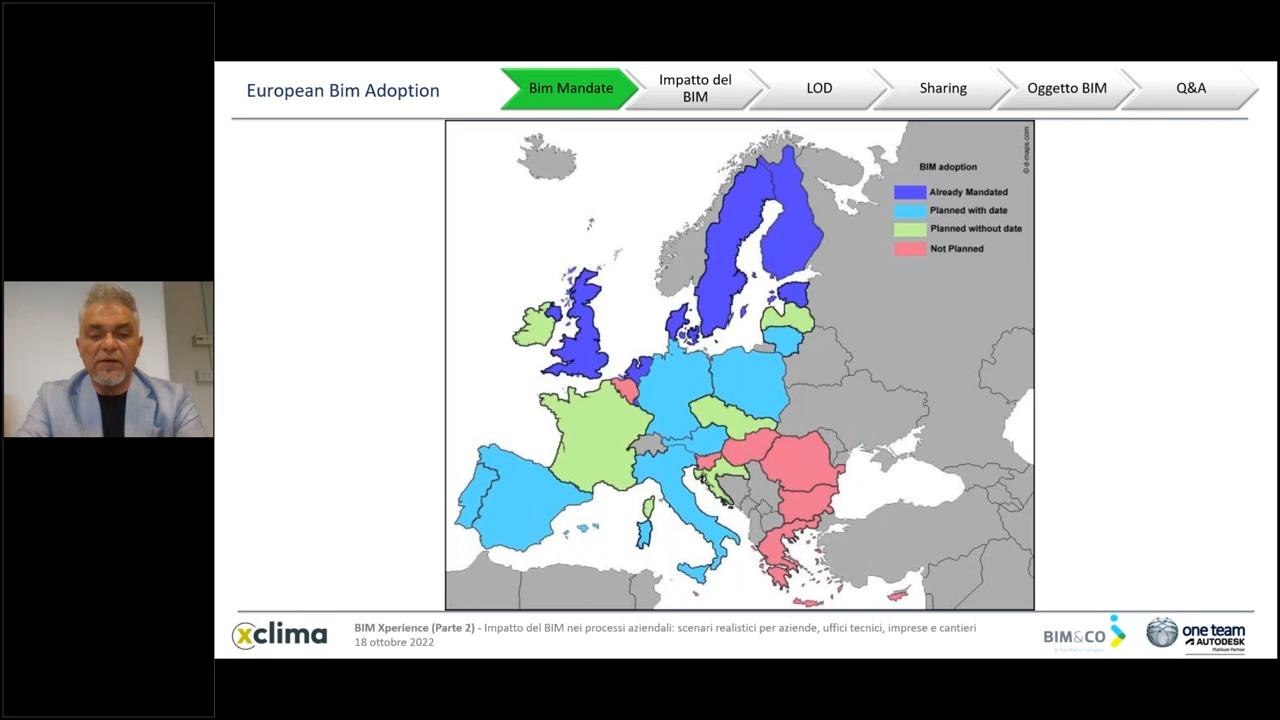 European Bim Adoption
Bim Mandate
Impatto del
BIM
LOD
Sharing
Oggetto BIM
Q&A
© d-maps.com
BIM adoption
Already Mandated
Planned with date
Planned without date
Not Planned
xclima
BIM Xperience (Parte 2) - Impatto del BIM nei processi aziendali: scenari realistici per aziende, uffici tecnici, imprese e cantieri
18 ottobre 2022
BIM&CO
one team
AUTODESK
Platinum Partner